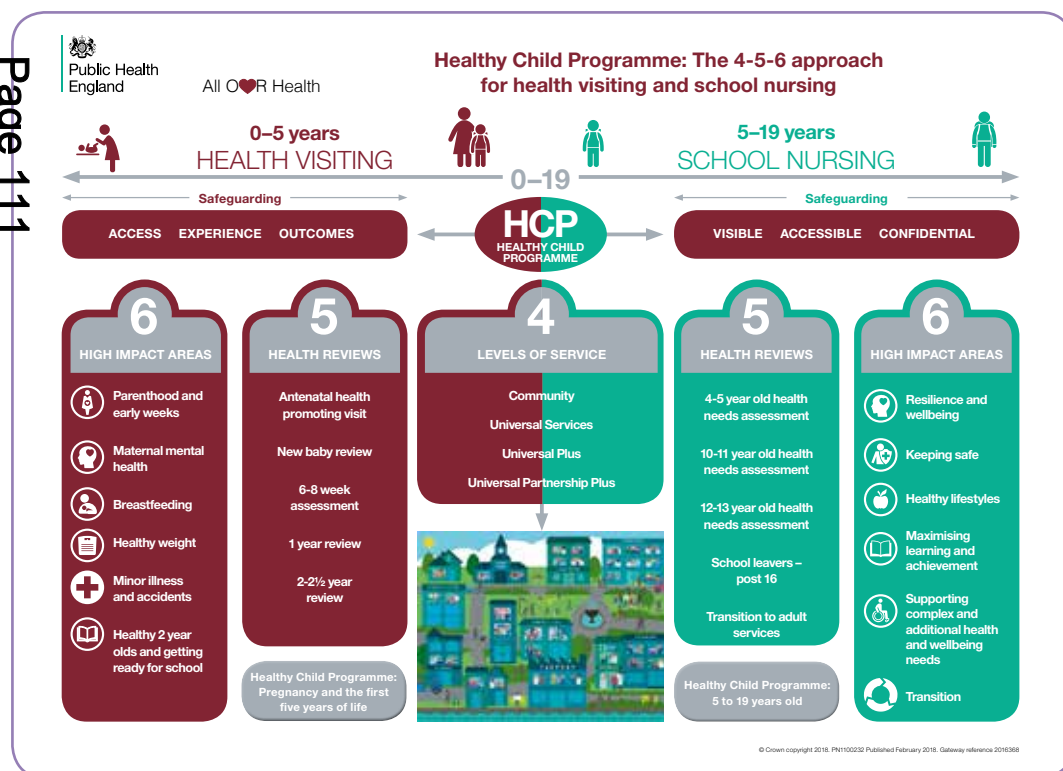 Page 111
Public Health
England
All OUR Health
Healthy Child Programme: The 4-5-6 approach
for health visiting and school nursing
0–5 years
HEALTH VISITING
5–19 years
SCHOOL NURSING
0–19
Safeguarding
Safeguarding
ACCESS EXPERIENCE OUTCOMES
HCP
HEALTHY CHILD
PROGRAMME
VISIBLE ACCESSIBLE CONFIDENTIAL
6
HIGH IMPACT AREAS
Parenthood and
early weeks
Maternal mental
health
Breastfeeding
Healthy weight
Minor illness
and accidents
Healthy 2 year
olds and getting
ready for school
5
HEALTH REVIEWS
Antenatal health
promoting visit
New baby review
6-8 week
assessment
1 year review
2-2½ year
review
Healthy Child Programme:
Pregnancy and the first
five years of life
4
LEVELS OF SERVICE
Community
Universal Services
Universal Plus
Universal Partnership Plus
5
HEALTH REVIEWS
4-5 year old health
needs assessment
10-11 year old health
needs assessment
12-13 year old health
needs assessment
School leavers –
post 16
Transition to adult
services
Healthy Child Programme:
5 to 19 years old
6
HIGH IMPACT AREAS
Resilience and
wellbeing
Keeping safe
Healthy lifestyles
Maximising
learning and
achievement
Supporting
complex and
additional health
and wellbeing
needs
Transition
© Crown copyright 2018. PN1100232 Published February 2018. Gateway reference 2016368